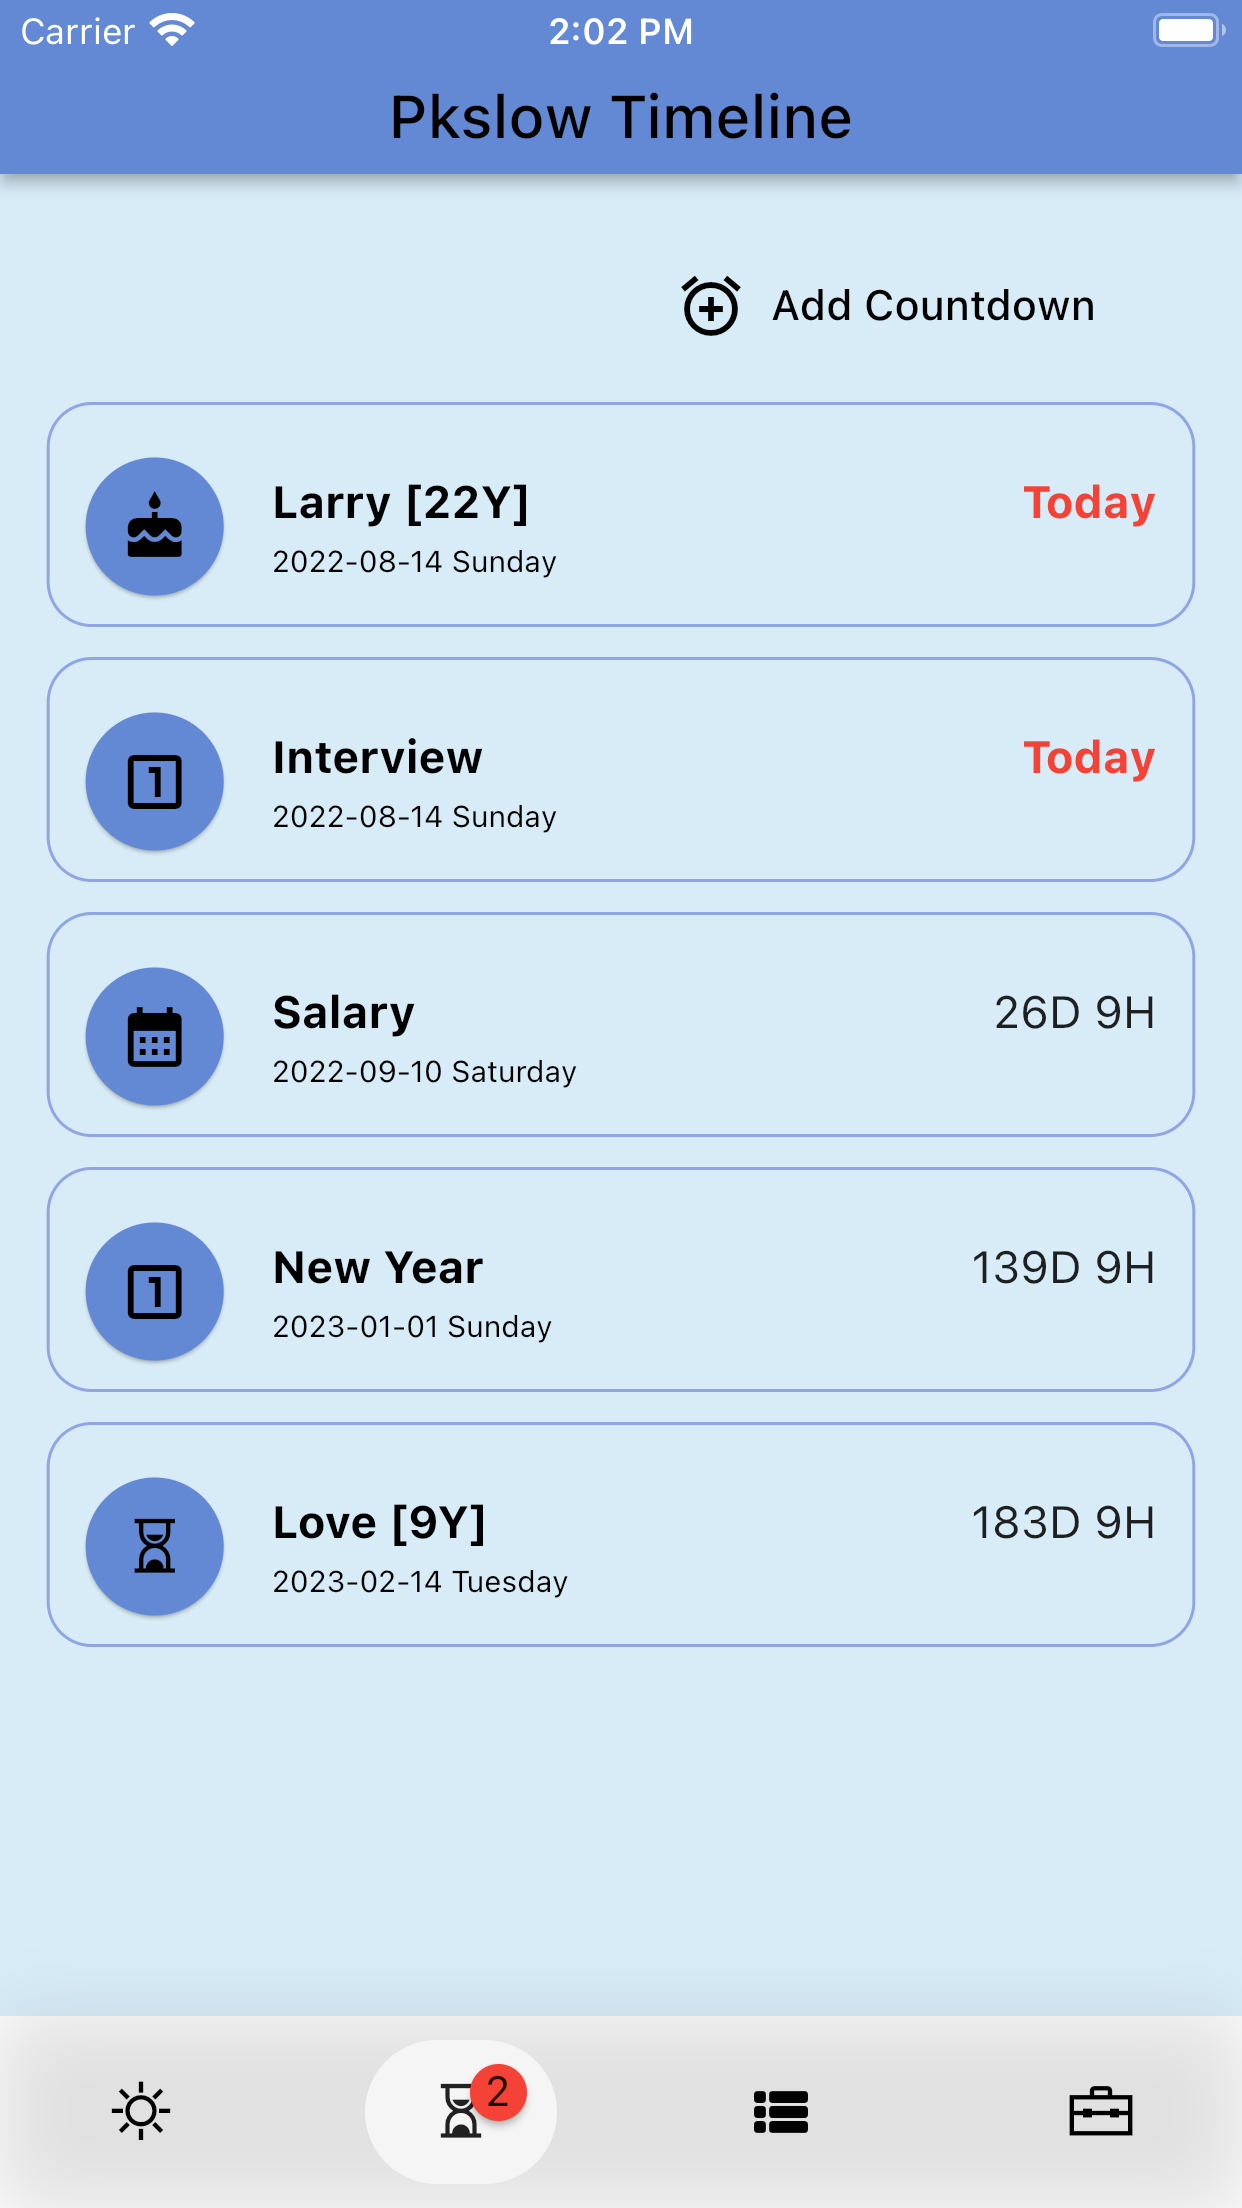 Carrier 2:02 PM
Pkslow Timeline
Add Countdown
Larry [22Y] Today
2022-08-14 Sunday
1 Interview Today
2022-08-14 Sunday
Salary 26D 9H
2022-09-10 Saturday
1 New Year 139D 9H
2023-01-01 Sunday
Love [9Y] 183D 9H
2023-02-14 Tuesday
2